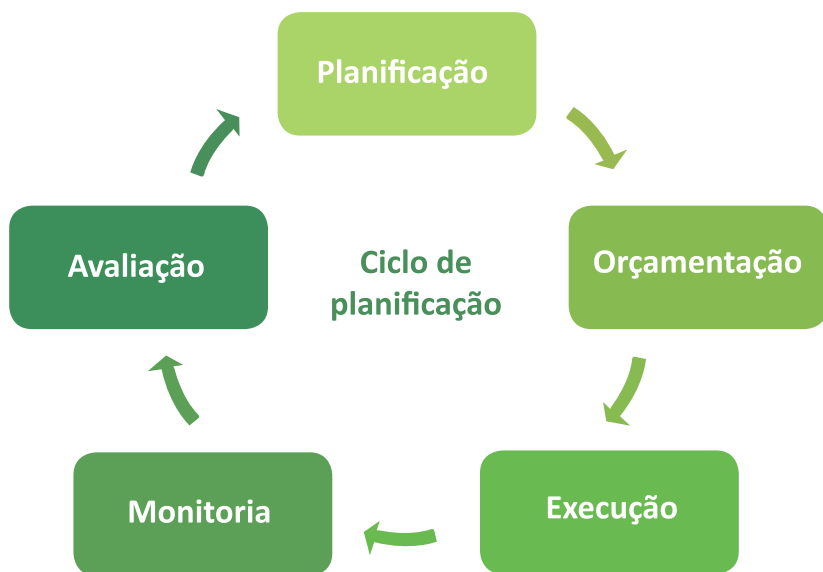 Planificação
Orçamentação
Execução
Monitoria
Avaliação
Ciclo de
planificação